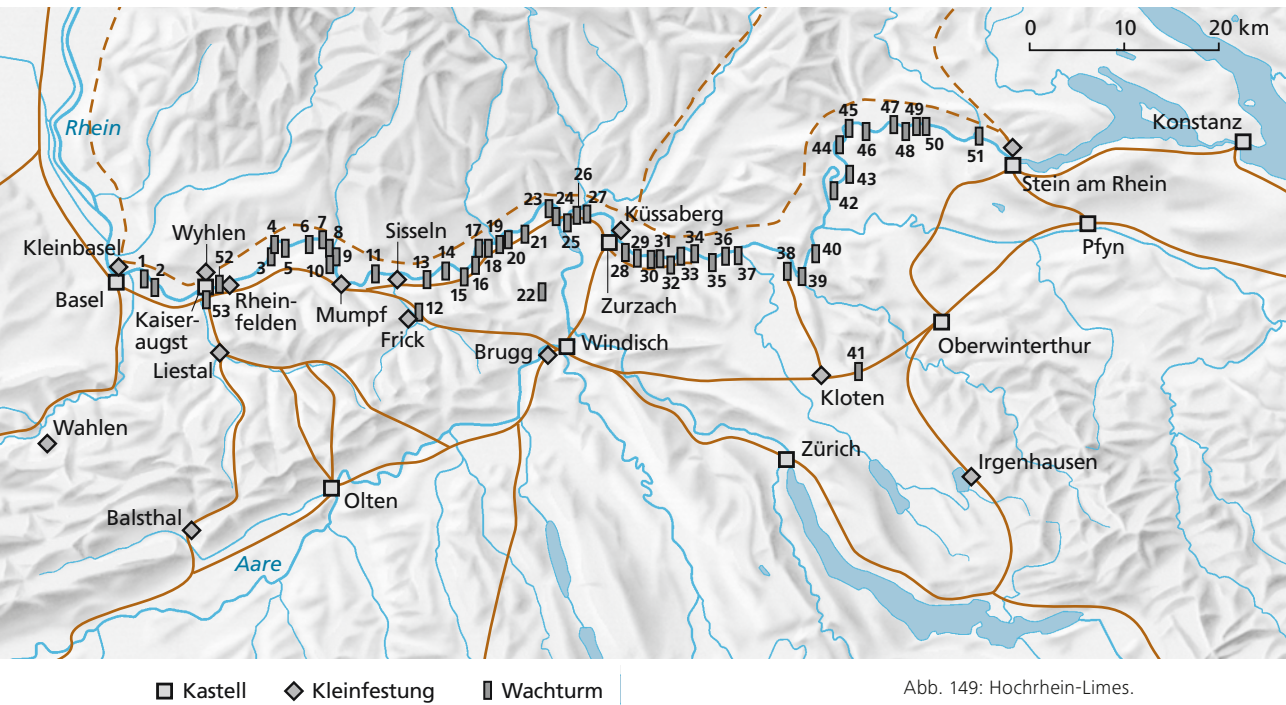 0 10 20 km
Rhein
Konstanz
45 47 49
44 46 48 50 51
Stein am Rhein
43
42
26
23 24 27
25
Küssaberg
Kleinbasel
Wyhlen
Sisseln
4 6 7 8
17 19
21
20
18
16
15
14
13
11
10
9
5
3
52
1
2
29 31 34 36
28 30 32 33 35 37
38 40
39
Pfyn
Basel
Kaiser-
augst
53
Rhein-
felden
Mumpf
12
22
Zurzach
Frick
Liestal
Brugg
Windisch
Oberwinterthur
41
Kloten
Wahlen
Zürich
Irgenhausen
Olten
Balsthal
Aare
Kastell
Kleinfestung
Wachturm
Abb. 149: Hochrhein-Limes.